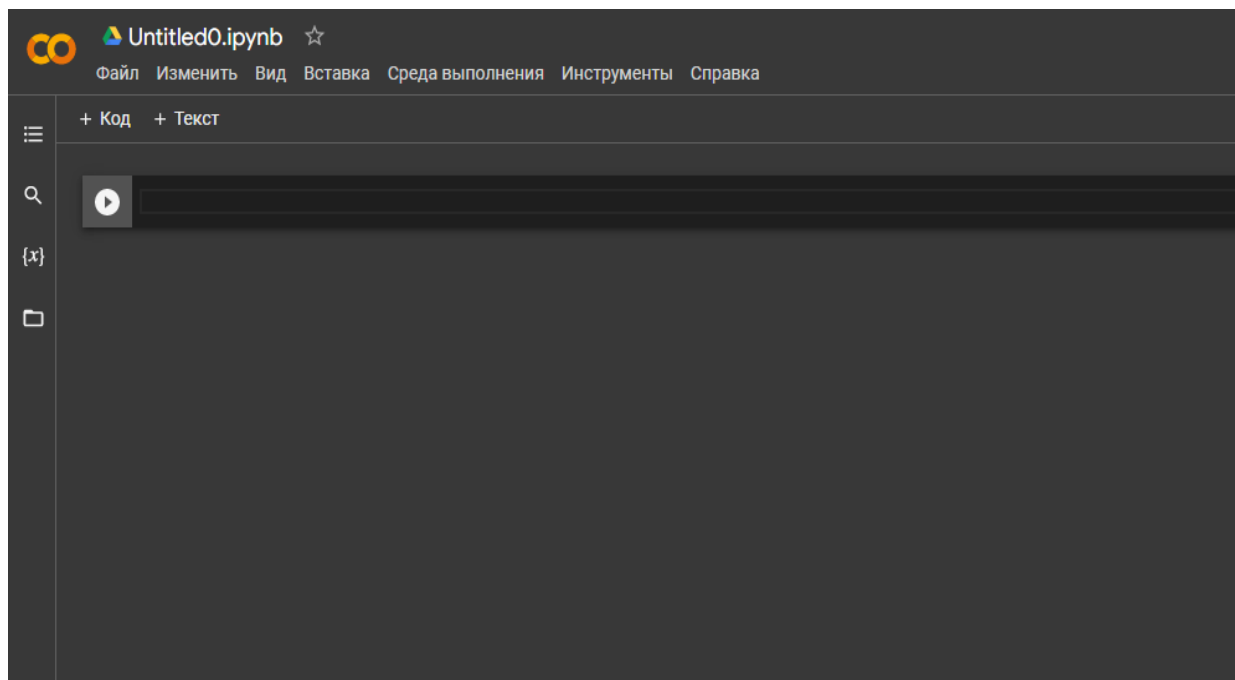 CO Untitled0.ipynb
Файл Изменить Вид Вставка Среда выполнения Инструменты Справка
+ Код + Текст
{x}